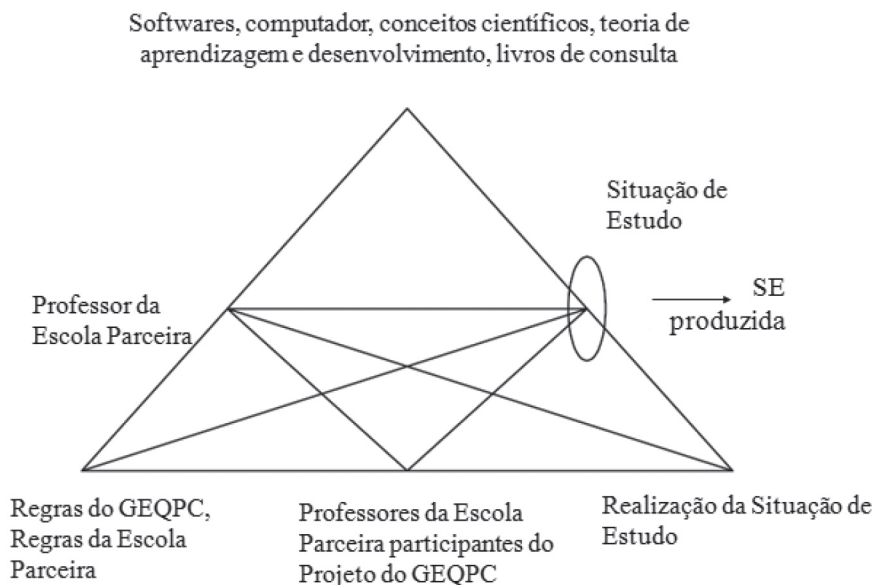 Softwares, computador, conceitos científicos, teoria de
aprendizagem e desenvolvimento, livros de consulta
Situação de
Estudo
SE
produzida
Professor da
Escola Parceira
Regras do GEQPC,
Regras da Escola
Parceira
Professores da Escola
Parceira participantes do
Projeto do GEQPC
Realização da Situação de
Estudo